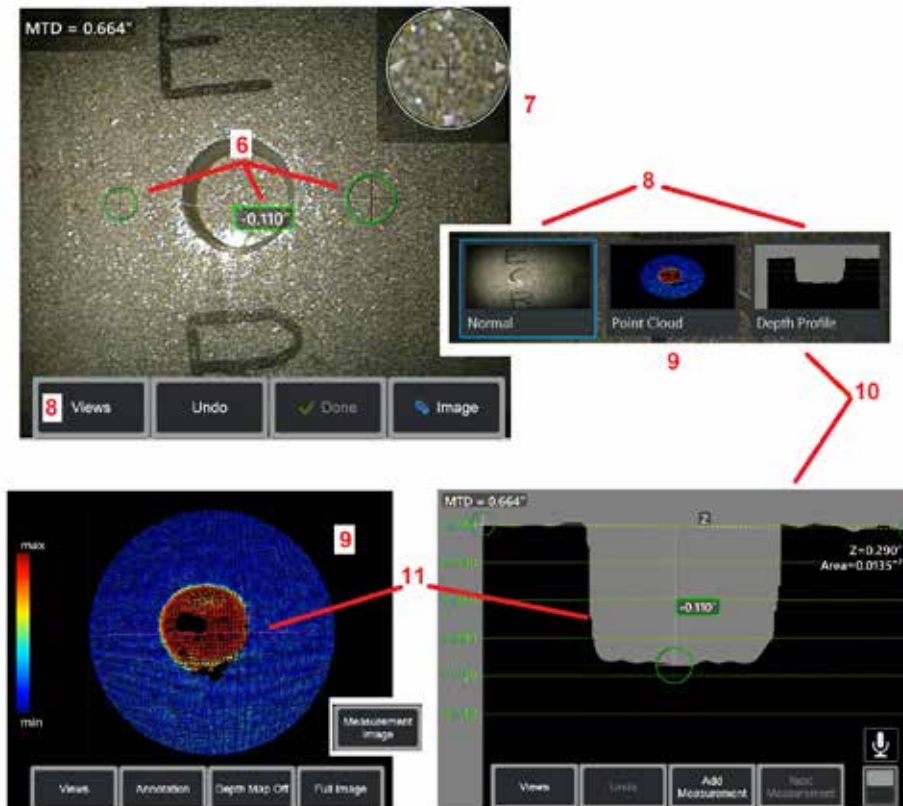 MTD = 0.664"
E
7
6
-0.110"
8
Normal
Point Cloud
Depth Profile
9
8 Views
Undo
Done
Image
10
max
min
9
11
Measurement
Image
Views
Annotation
Depth Map Off
Full Image
MTD = 0.664"
Z
Z=0.290"
Area=0.0135"²
-0.110"
Views
Undo
Add
Measurement
Next
Measurement